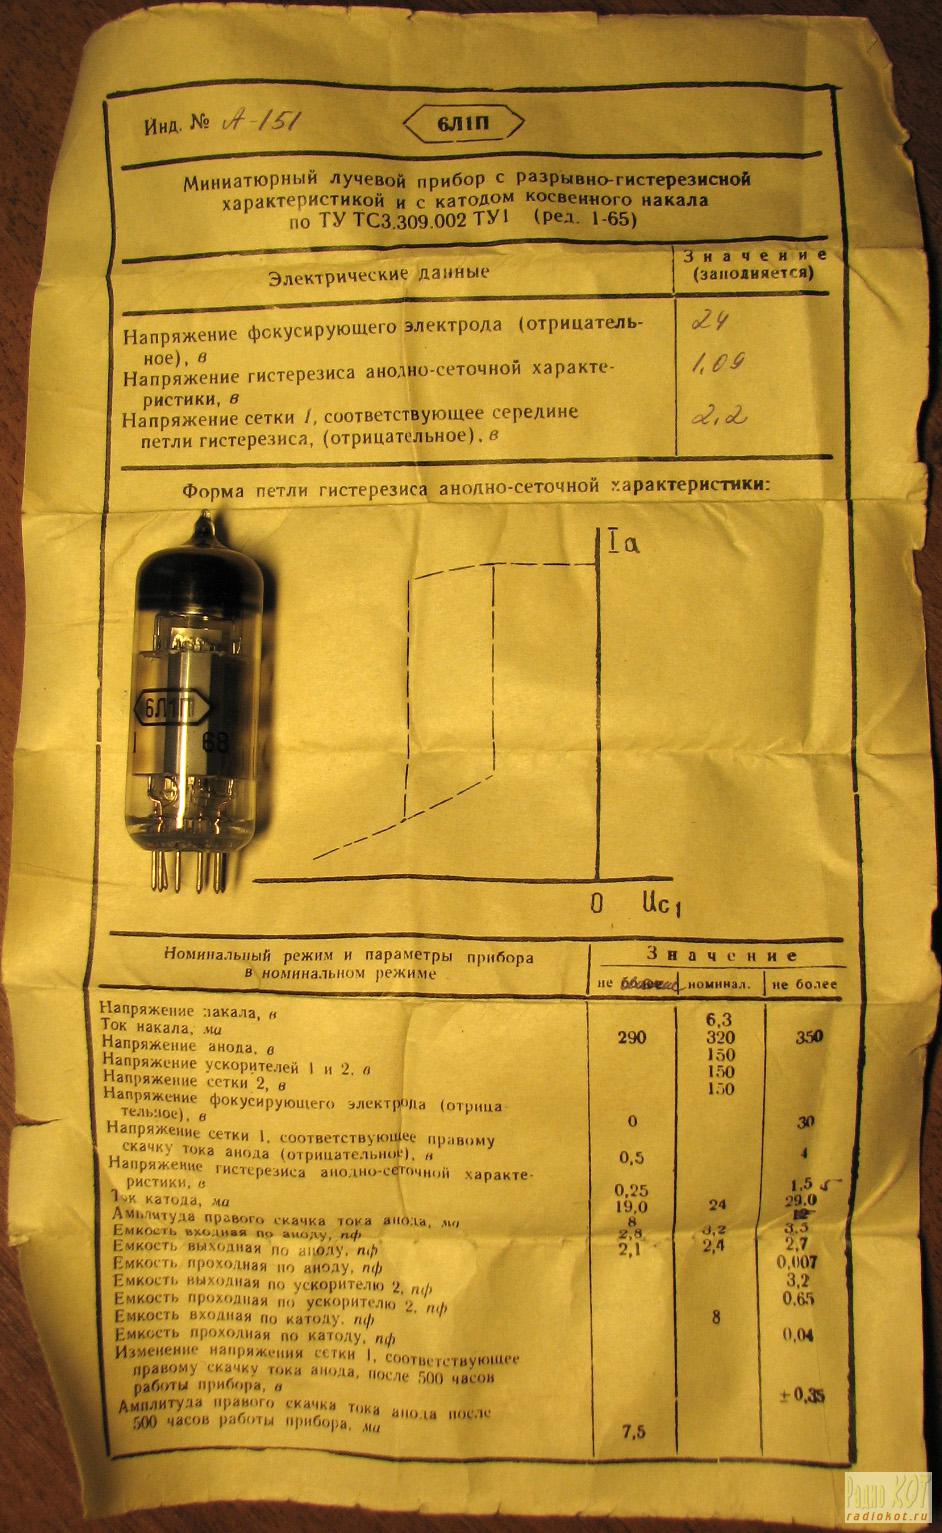 Инд. № А-151
6Л1П
Миниатюрный лучевой прибор с разрывно-гистерезисной
характеристикой и с катодом косвенного накала
по ТУ ТС3.309.002 ТУ1 (ред. 1-65)
Электрические данные
Значение
(заполняется)
Напряжение фокусирующего электрода (отрицатель-
ное), в 24
Напряжение гистерезиса анодно-сеточной характе-
ристики, в 1,09
Напряжение сетки 1, соответствующее середине
петли гистерезиса, (отрицательное), в 2,2
Форма петли гистерезиса анодно-сеточной характеристики:
Iа
6Л1П
I 68
0 Uс1
Номинальный режим и параметры прибора
в номинальном режиме
Значение
не номинал. не более
Напряжение накала, в 6,3
Ток накала, ма 290 320 350
Напряжение анода, в 150
Напряжение ускорителей 1 и 2, в 150
Напряжение сетки 2, в 150
Напряжение фокусирующего электрода (отрица
тельное), в 0 30
Напряжение сетки 1, соответствующее правому
скачку тока анода (отрицательное), в 0,5 4
Напряжение гистерезиса анодно-сеточной характе-
ристики, в 0,25 1,5
Ток катода, ма 19,0 24 29,0
Амплитуда правого скачка тока анода, ма 8
Емкость входная по аноду, пф 2,8 3,2 3,5
Емкость выходная по аноду, пф 2,1 2,4 2,7
Емкость проходная по аноду, пф 0,007
Емкость выходная по ускорителю 2, пф 3,2
Емкость проходная по ускорителю 2, пф 0,65
Емкость входная по катоду, пф 8
Емкость проходная по катоду, пф 0,04
Изменение напряжения сетки 1, соответствующее
правому скачку тока анода, после 500 часов
работы прибора, в ±0,35
Амплитуда правого скачка тока анода после
500 часов работы прибора, ма 7,5
Радио КОТ
radiokot.ru